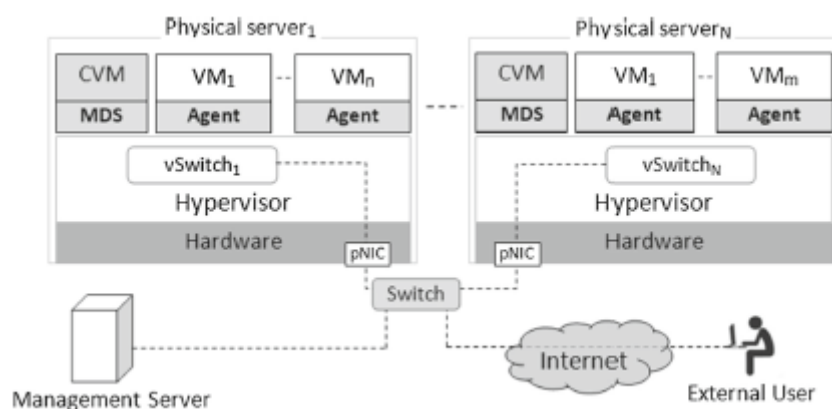 Physical server1 Physical serverN
CVM VM1 VMn CVM VM1 VMm
MDS Agent Agent MDS Agent Agent
vSwitch1 vSwitchN
Hypervisor Hypervisor
Hardware Hardware
pNIC pNIC
Switch
Internet
Management Server External User